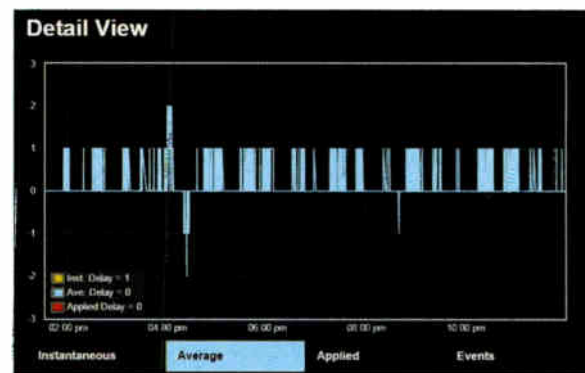 Detail View
3
2
1
0
-1
-2
-3
Inst. Delay = 1
Ave. Delay = 0
Applied Delay = 0
02:00 pm 04:00 pm 06:00 pm 08:00 pm 10:00 pm
Instantaneous Average Applied Events